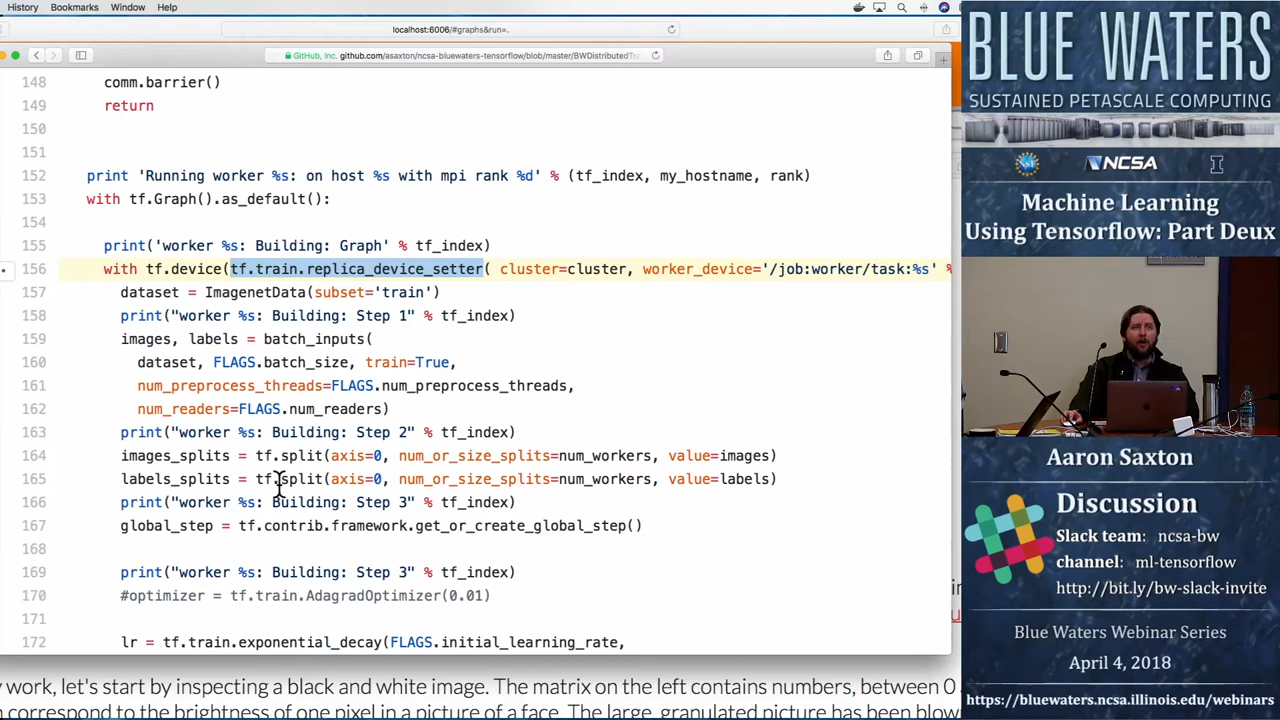 History Bookmarks Window Help
localhost:6006/#graphs&run=.
GitHub, Inc. github.com/asaxton/ncsa-bluewaters-tensorflow/blob/master/BWDistributedTra
148 comm.barrier()
149 return
150
151
152 print 'Running worker %s: on host %s with mpi rank %d' % (tf_index, my_hostname, rank)
153 with tf.Graph().as_default():
154
155 print('worker %s: Building: Graph' % tf_index)
156 with tf.device(tf.train.replica_device_setter( cluster=cluster, worker_device='/job:worker/task:%s' %
157 dataset = ImagenetData(subset='train')
158 print("worker %s: Building: Step 1" % tf_index)
159 images, labels = batch_inputs(
160 dataset, FLAGS.batch_size, train=True,
161 num_preprocess_threads=FLAGS.num_preprocess_threads,
162 num_readers=FLAGS.num_readers)
163 print("worker %s: Building: Step 2" % tf_index)
164 images_splits = tf.split(axis=0, num_or_size_splits=num_workers, value=images)
165 labels_splits = tf.split(axis=0, num_or_size_splits=num_workers, value=labels)
166 print("worker %s: Building: Step 3" % tf_index)
167 global_step = tf.contrib.framework.get_or_create_global_step()
168
169 print("worker %s: Building: Step 3" % tf_index)
170 #optimizer = tf.train.AdagradOptimizer(0.01)
171
172 lr = tf.train.exponential_decay(FLAGS.initial_learning_rate,
y work, let's start by inspecting a black and white image. The matrix on the left contains numbers, between 0
n correspond to the brightness of one pixel in a picture of a face. The large, granulated picture has been blow
BLUE WATERS
SUSTAINED PETASCALE COMPUTING
NCSA
Machine Learning
Using Tensorflow: Part Deux
Aaron Saxton
Discussion
Slack team: ncsa-bw
channel: ml-tensorflow
http://bit.ly/bw-slack-invite
Blue Waters Webinar Series
April 4, 2018
https://bluewaters.ncsa.illinois.edu/webinars